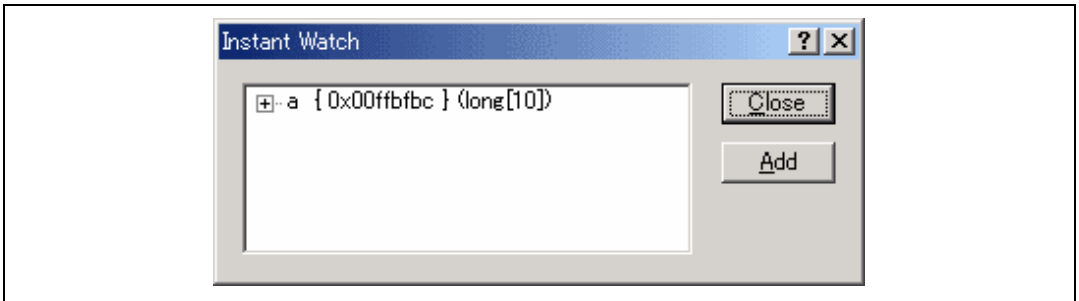 Instant Watch
a { 0x00ffbfbc } (long[10])
Close
Add